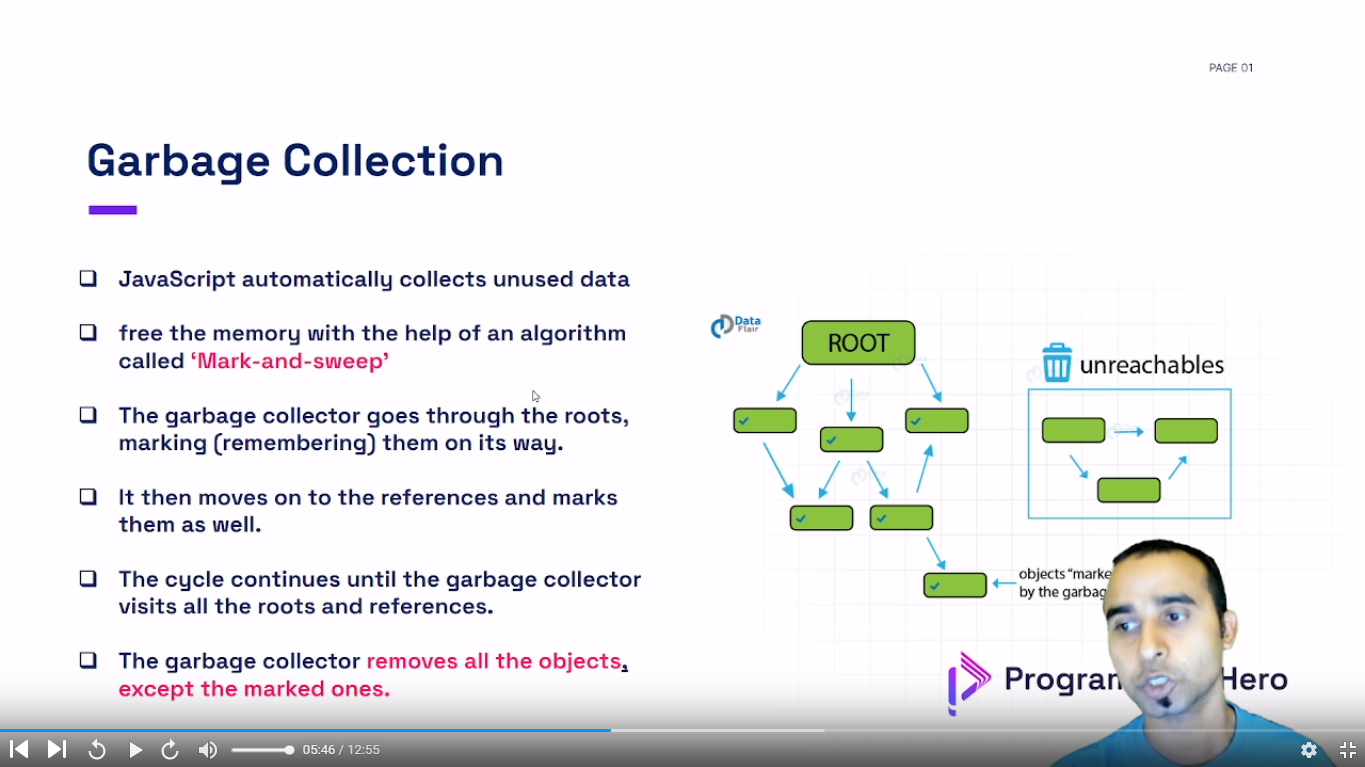 PAGE 01
Garbage Collection
JavaScript automatically collects unused data
free the memory with the help of an algorithm
called ‘Mark-and-sweep’
The garbage collector goes through the roots,
marking (remembering) them on its way.
It then moves on to the references and marks
them as well.
The cycle continues until the garbage collector
visits all the roots and references.
The garbage collector removes all the objects,
except the marked ones.
Data
Flair
ROOT
unreachables
objects “marke
by the garbag
Program
Hero
05:46 / 12:55